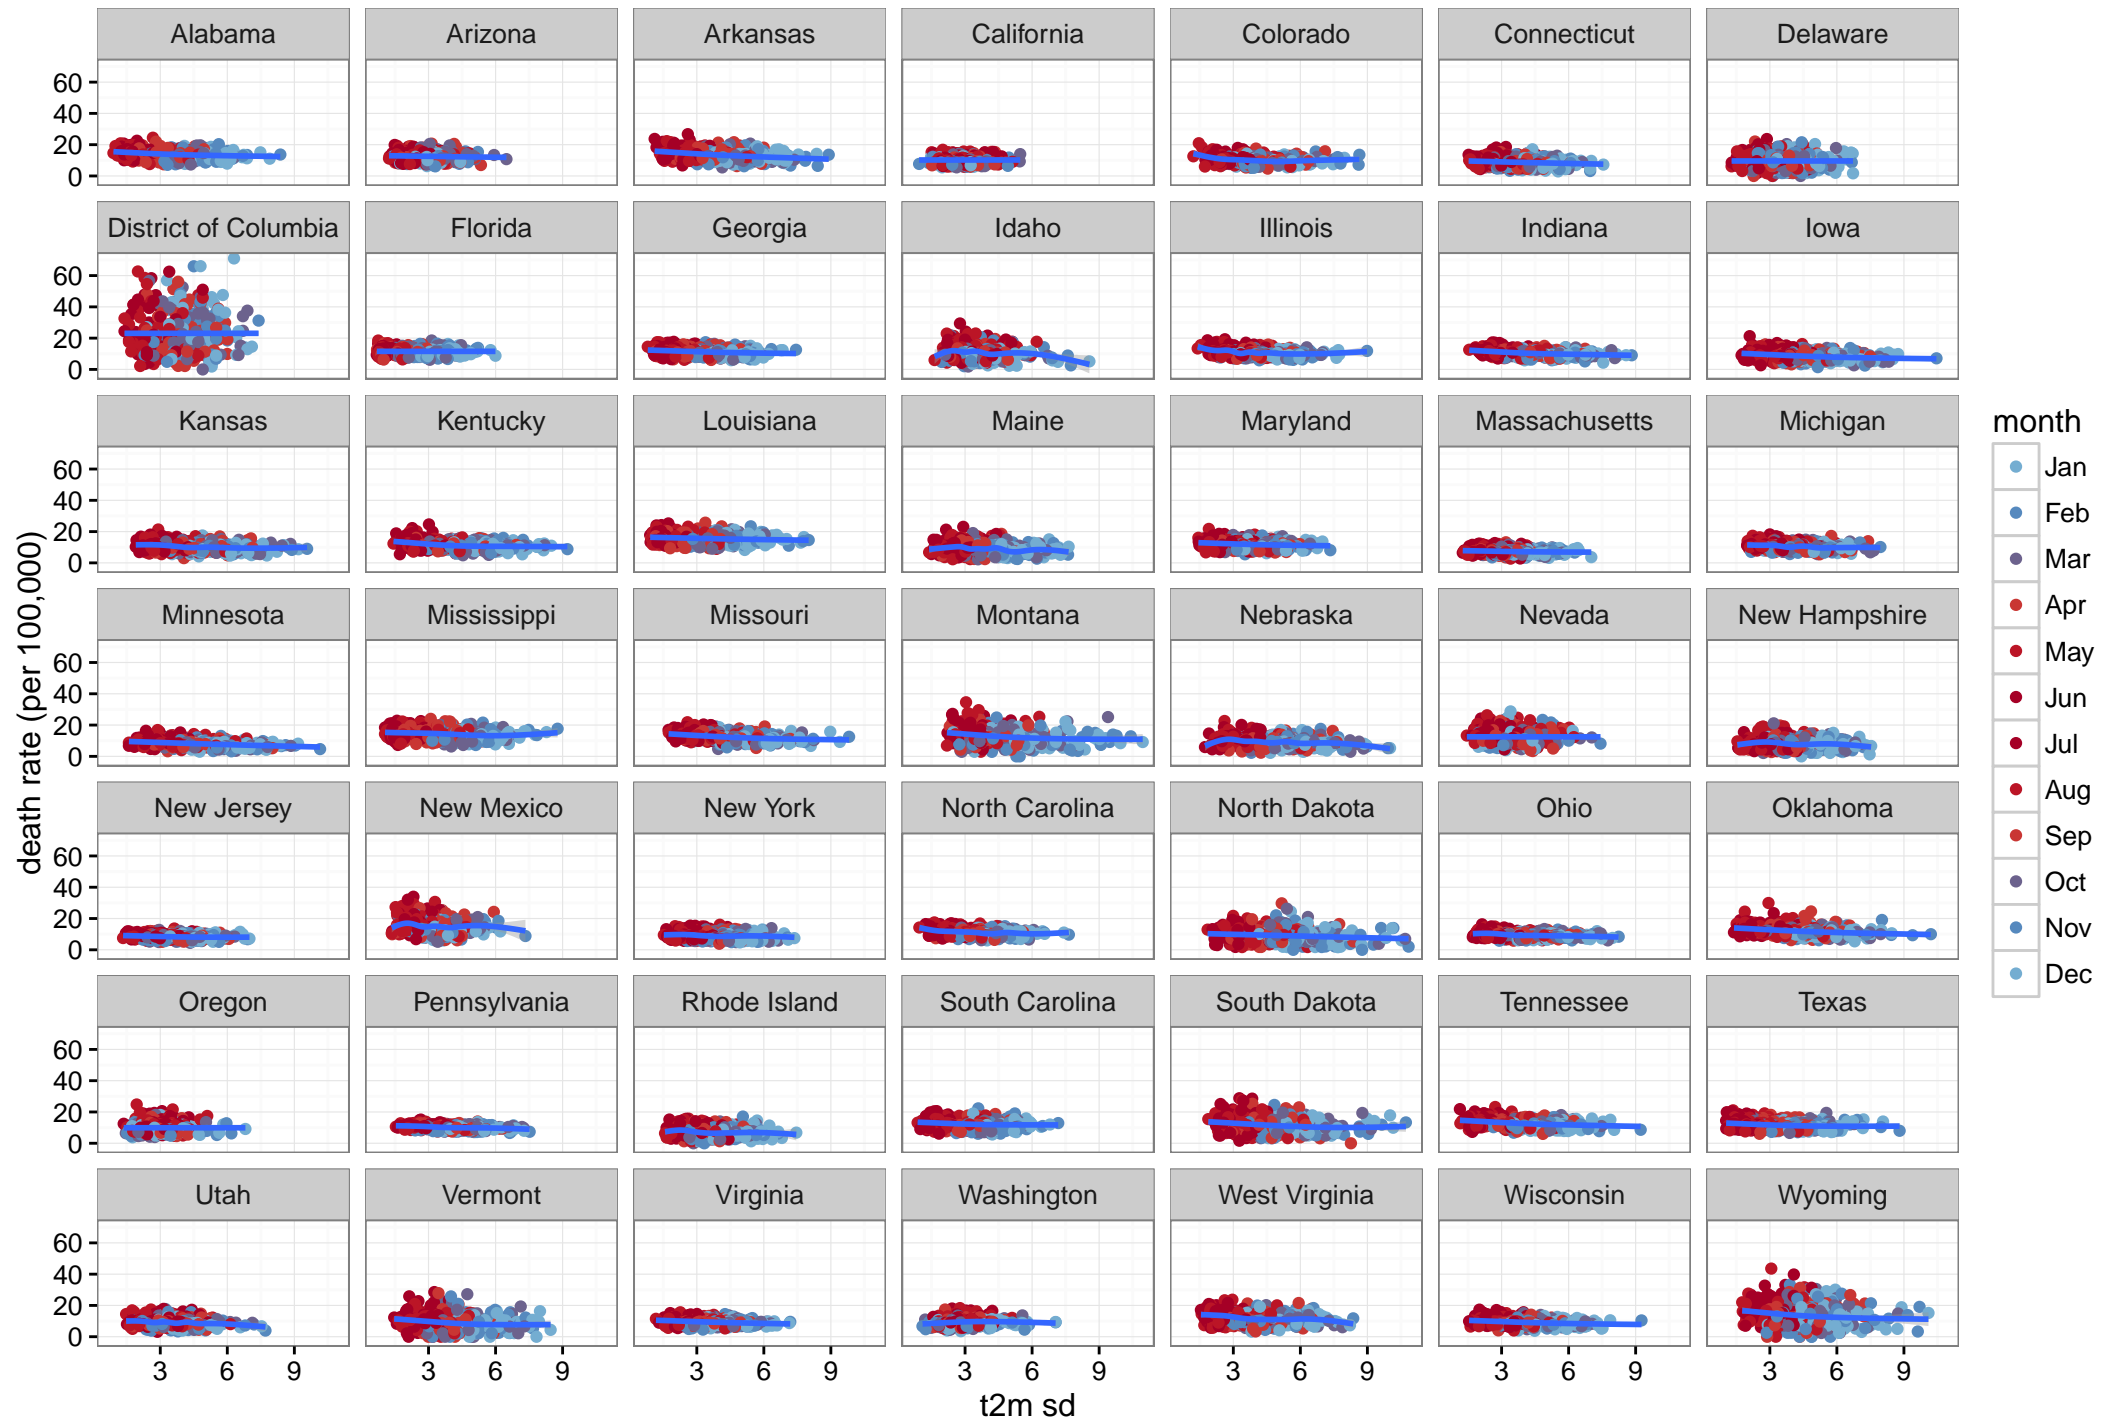 Alabama Arizona Arkansas California Colorado Connecticut Delaware
60
40
20
0
District of Columbia Florida Georgia Idaho Illinois Indiana Iowa
60
40
20
0
Kansas Kentucky Louisiana Maine Maryland Massachusetts Michigan
60
40
20
0
Minnesota Mississippi Missouri Montana Nebraska Nevada New Hampshire
60
40
20
0
New Jersey New Mexico New York North Carolina North Dakota Ohio Oklahoma
60
40
20
0
Oregon Pennsylvania Rhode Island South Carolina South Dakota Tennessee Texas
60
40
20
0
Utah Vermont Virginia Washington West Virginia Wisconsin Wyoming
60
40
20
0
3 6 9 3 6 9 3 6 9 3 6 9 3 6 9 3 6 9 3 6 9
t2m sd
death rate (per 100,000)
month
Jan
Feb
Mar
Apr
May
Jun
Jul
Aug
Sep
Oct
Nov
Dec